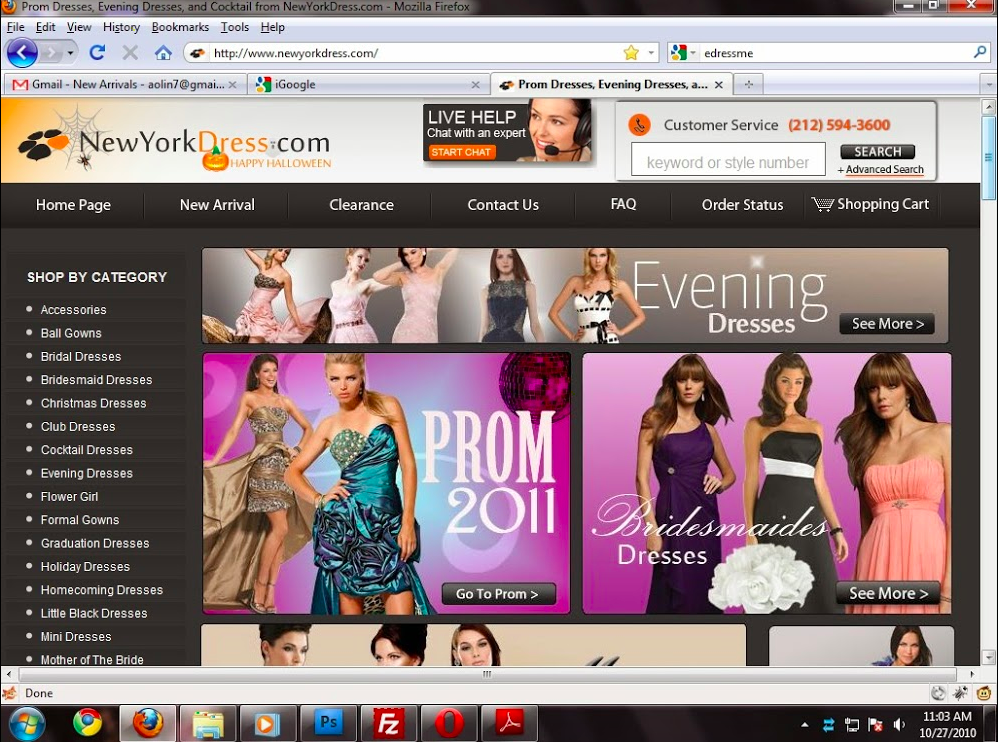 Prom Dresses, Evening Dresses, and Cocktail from NewYorkDress.com - Mozilla Firefox
File Edit View History Bookmarks Tools Help
http://www.newyorkdress.com/
edressme
Gmail - New Arrivals - aolin7@gmai...
iGoogle
Prom Dresses, Evening Dresses, a...
NewYorkDress.com
HAPPY HALLOWEEN
LIVE HELP
Chat with an expert
START CHAT
Customer Service (212) 594-3600
keyword or style number
SEARCH
+ Advanced Search
Home Page
New Arrival
Clearance
Contact Us
FAQ
Order Status
Shopping Cart
SHOP BY CATEGORY
Accessories
Ball Gowns
Bridal Dresses
Bridesmaid Dresses
Christmas Dresses
Club Dresses
Cocktail Dresses
Evening Dresses
Flower Girl
Formal Gowns
Graduation Dresses
Holiday Dresses
Homecoming Dresses
Little Black Dresses
Mini Dresses
Mother of The Bride
Evening
Dresses
See More >
PROM
2011
Go To Prom >
Bridesmaides
Dresses
See More >
Done
Ps
Fz
11:03 AM
10/27/2010